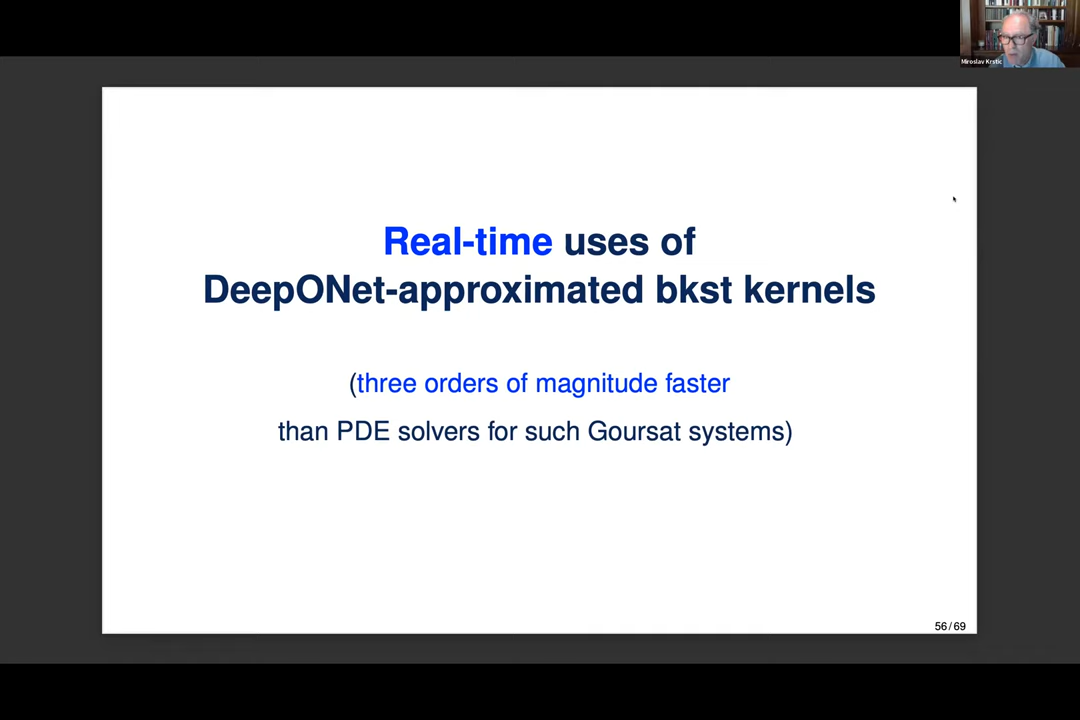 Miroslav Krstic
Real-time uses of
DeepONet-approximated bkst kernels
(three orders of magnitude faster
than PDE solvers for such Goursat systems)
56/69